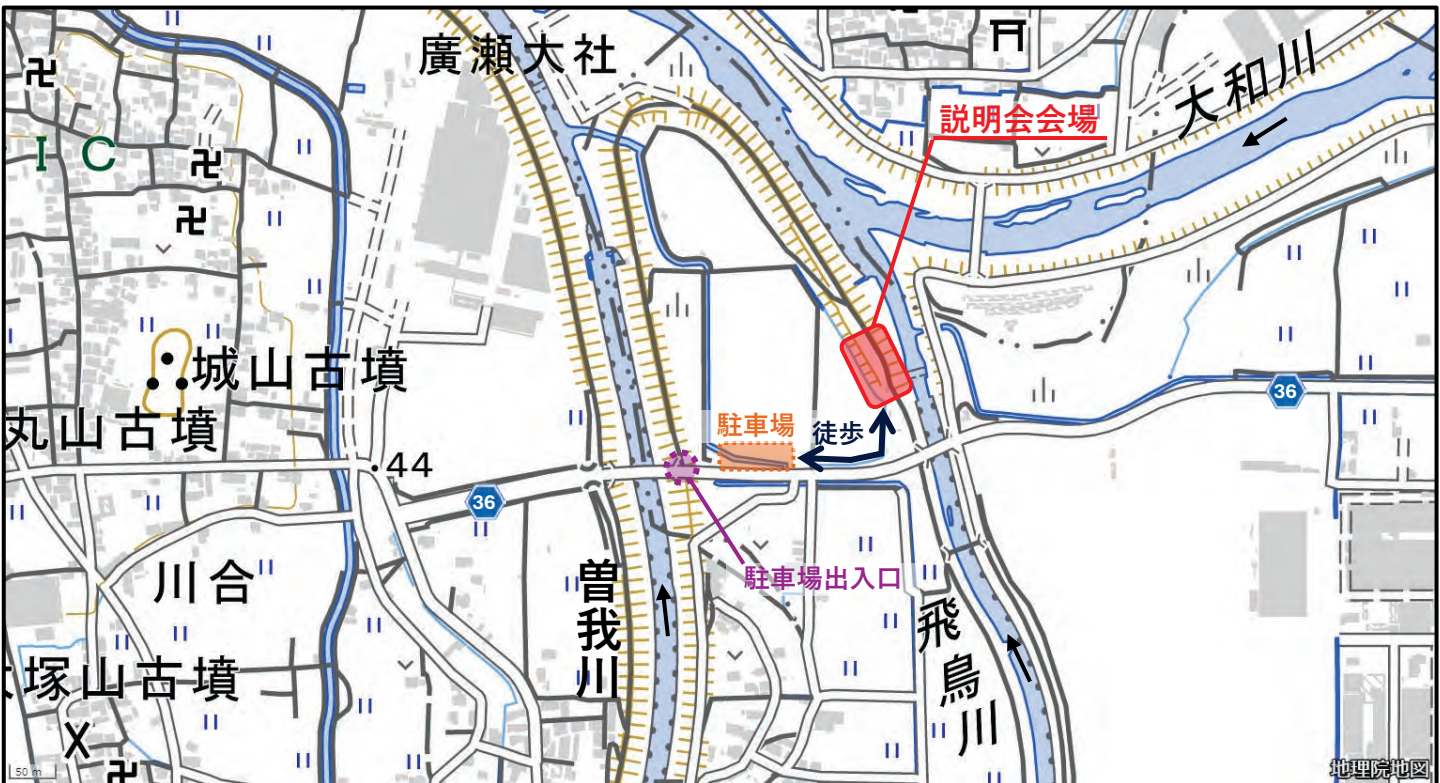 廣瀬大社
大和川
説明会会場
I C
城山古墳
丸山古墳
44
36
36
駐車場
徒歩
駐車場出入口
川合
曽我川
飛鳥川
塚山古墳
50 m
地理院地図